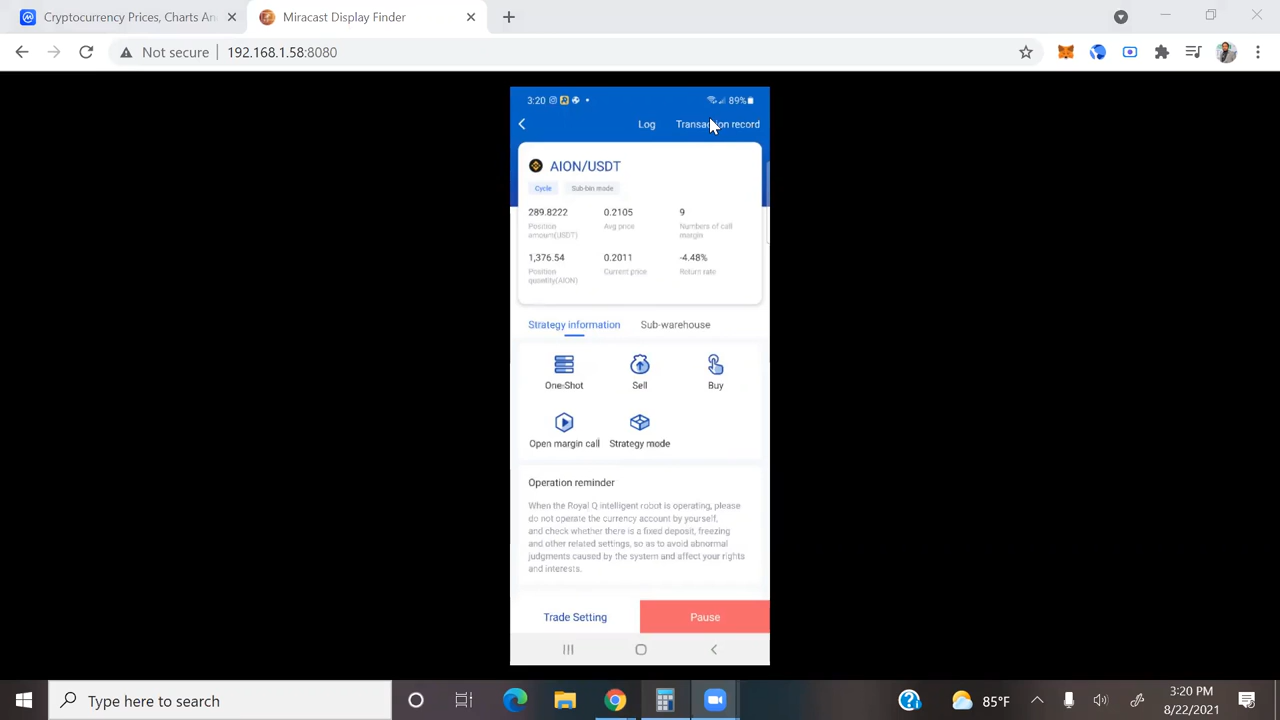 Cryptocurrency Prices, Charts An
Miracast Display Finder
Not secure
192.168.1.58:8080
3:20
89%
Log
Transaction record
AION/USDT
Cycle
Sub-bin mode
289.8222
0.2105
9
Position amount(USDT)
Avg price
Numbers of call margin
1,376.54
0.2011
-4.48%
Position quantity(AION)
Current price
Return rate
Strategy information
Sub-warehouse
One-Shot
Sell
Buy
Open margin call
Strategy mode
Operation reminder
When the Royal Q intelligent robot is operating, please
do not operate the currency account by yourself,
and check whether there is a fixed deposit, freezing
and other related settings, so as to avoid abnormal
judgments caused by the system and affect your rights
and interests.
Trade Setting
Pause
Type here to search
85°F
3:20 PM
8/22/2021